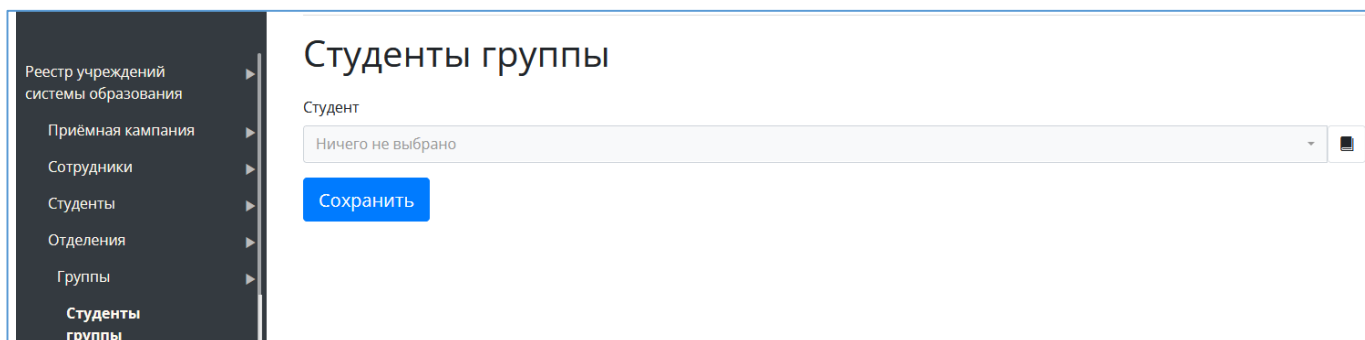 Реестр учреждений
системы образования
Приёмная кампания
Сотрудники
Студенты
Отделения
Группы
Студенты
группы
Студенты группы
Студент
Ничего не выбрано
Сохранить